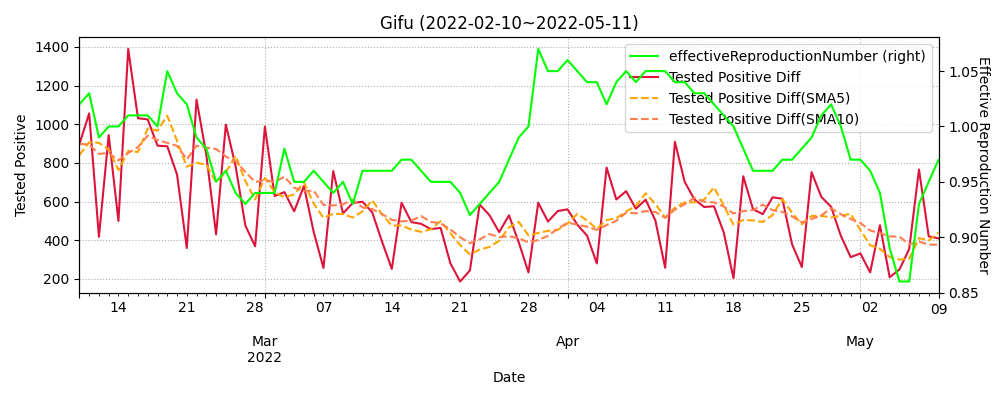 Gifu (2022-02-10~2022-05-11)
effectiveReproductionNumber (right)
Tested Positive Diff
Tested Positive Diff(SMA5)
Tested Positive Diff(SMA10)
Tested Positive
1400
1200
1000
800
600
400
200
1.05
1.00
0.95
0.90
0.85
Effective Reproduction Number
14 21 28 07 14 21 28 04 11 18 25 02 09
Mar Apr May
2022
Date